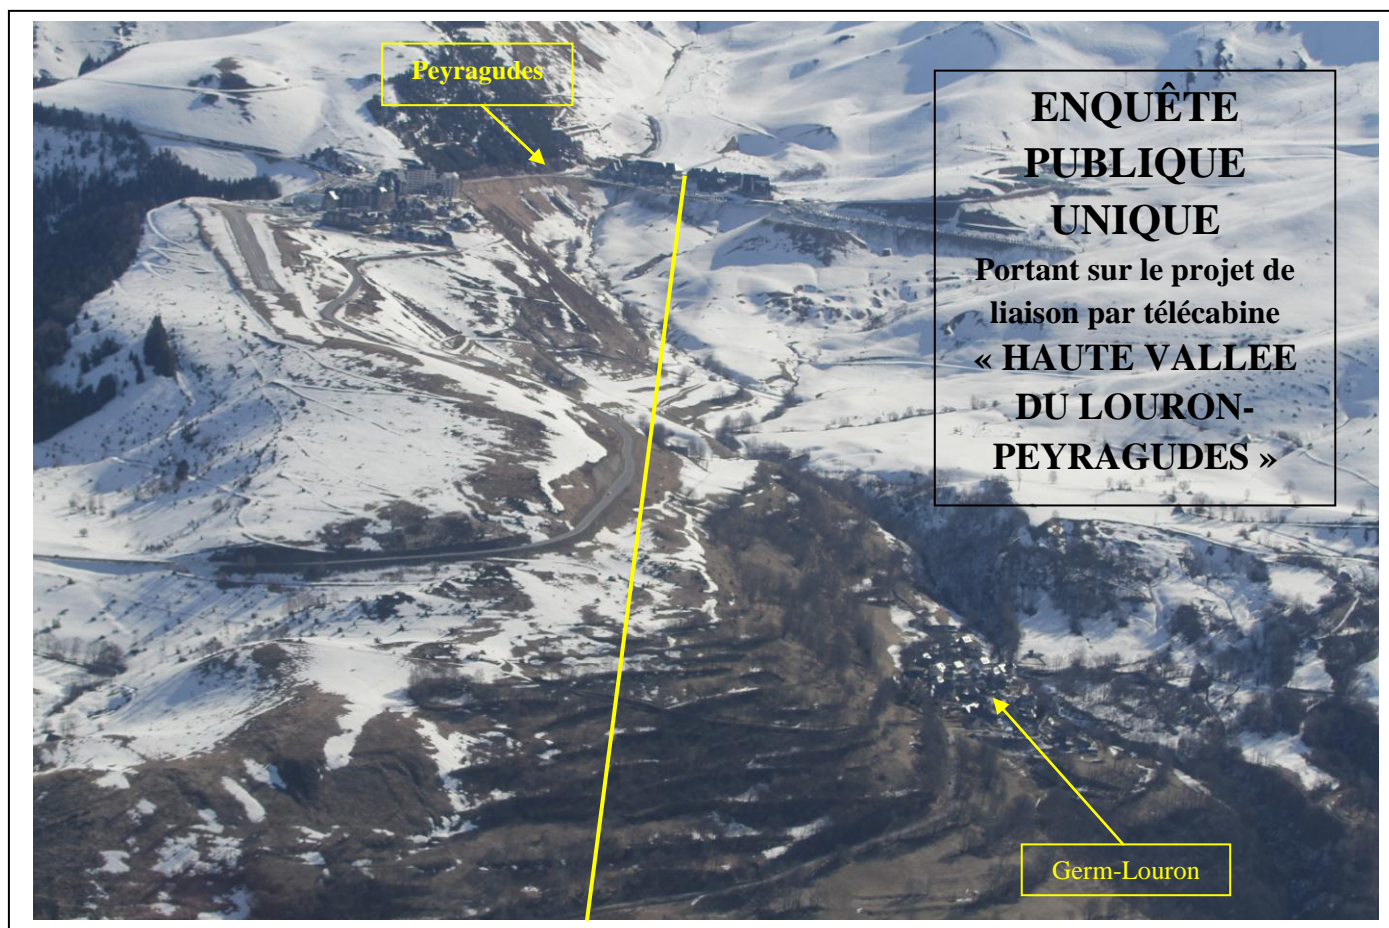 Peyragudes
ENQUÊTE
PUBLIQUE
UNIQUE
Portant sur le projet de
liaison par télécabine
« HAUTE VALLEE
DU LOURON-
PEYRAGUDES »
Germ-Louron